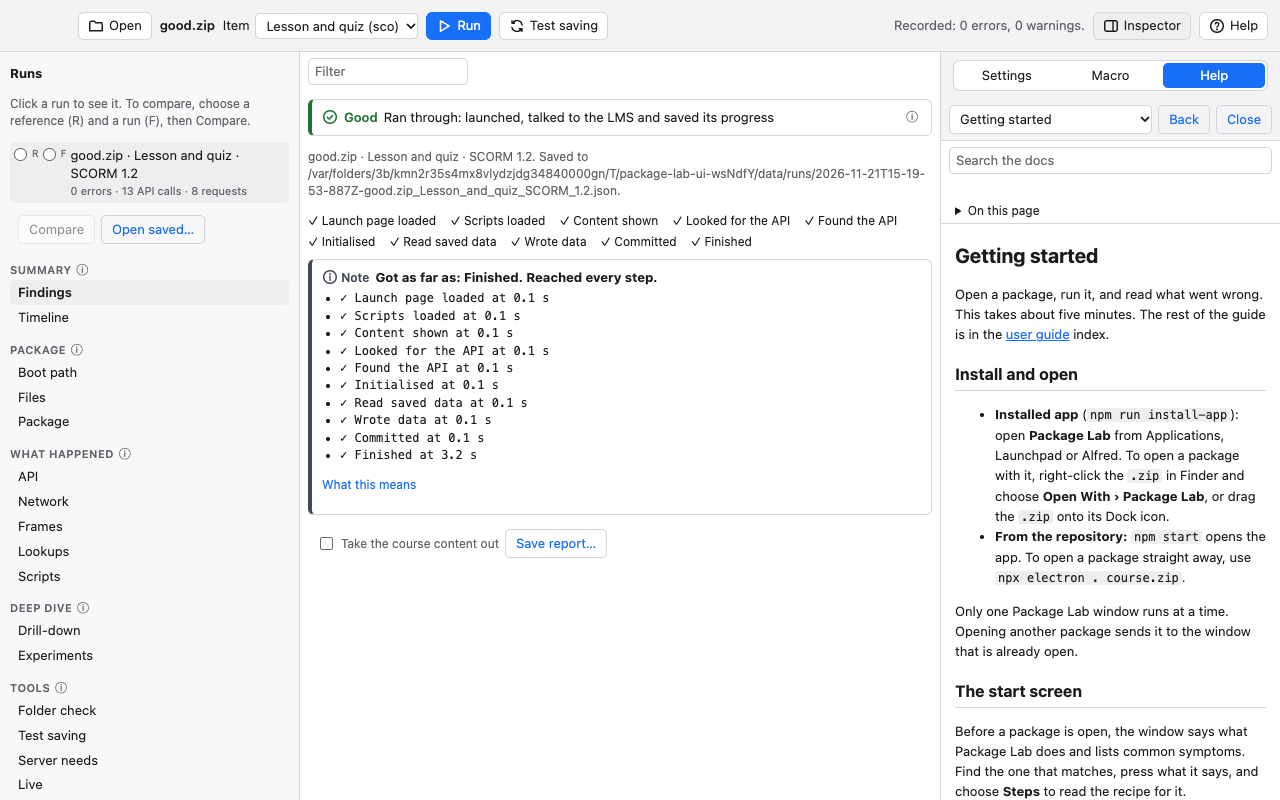 Open good.zip Item Lesson and quiz (sco) Run Test saving Recorded: 0 errors, 0 warnings. Inspector Help
Runs
Click a run to see it. To compare, choose a
reference (R) and a run (F), then Compare.
R F good.zip · Lesson and quiz ·
SCORM 1.2
0 errors · 13 API calls · 8 requests
Compare Open saved...
SUMMARY
Findings
Timeline
PACKAGE
Boot path
Files
Package
WHAT HAPPENED
API
Network
Frames
Lookups
Scripts
DEEP DIVE
Drill-down
Experiments
TOOLS
Folder check
Test saving
Server needs
Live
Filter
Good Ran through: launched, talked to the LMS and saved its progress
good.zip · Lesson and quiz · SCORM 1.2. Saved to
/var/folders/3b/kmn2r35s4mx8vlydzjdg34840000gn/T/package-lab-ui-wsNdfY/data/runs/2026-11-21T15-19-
53-887Z-good.zip_Lesson_and_quiz_SCORM_1.2.json.
✓ Launch page loaded ✓ Scripts loaded ✓ Content shown ✓ Looked for the API ✓ Found the API
✓ Initialised ✓ Read saved data ✓ Wrote data ✓ Committed ✓ Finished
Note Got as far as: Finished. Reached every step.
• ✓ Launch page loaded at 0.1 s
• ✓ Scripts loaded at 0.1 s
• ✓ Content shown at 0.1 s
• ✓ Looked for the API at 0.1 s
• ✓ Found the API at 0.1 s
• ✓ Initialised at 0.1 s
• ✓ Read saved data at 0.1 s
• ✓ Wrote data at 0.1 s
• ✓ Committed at 0.1 s
• ✓ Finished at 3.2 s
What this means
Take the course content out Save report...
Settings Macro Help
Getting started Back Close
Search the docs
On this page
Getting started
Open a package, run it, and read what went wrong.
This takes about five minutes. The rest of the guide
is in the user guide index.
Install and open
• Installed app (npm run install-app):
open Package Lab from Applications,
Launchpad or Alfred. To open a package
with it, right-click the .zip in Finder and
choose Open With › Package Lab, or drag
the .zip onto its Dock icon.
• From the repository: npm start opens the
app. To open a package straight away, use
npx electron . course.zip.
Only one Package Lab window runs at a time.
Opening another package sends it to the window
that is already open.
The start screen
Before a package is open, the window says what
Package Lab does and lists common symptoms.
Find the one that matches, press what it says, and
choose Steps to read the recipe for it.